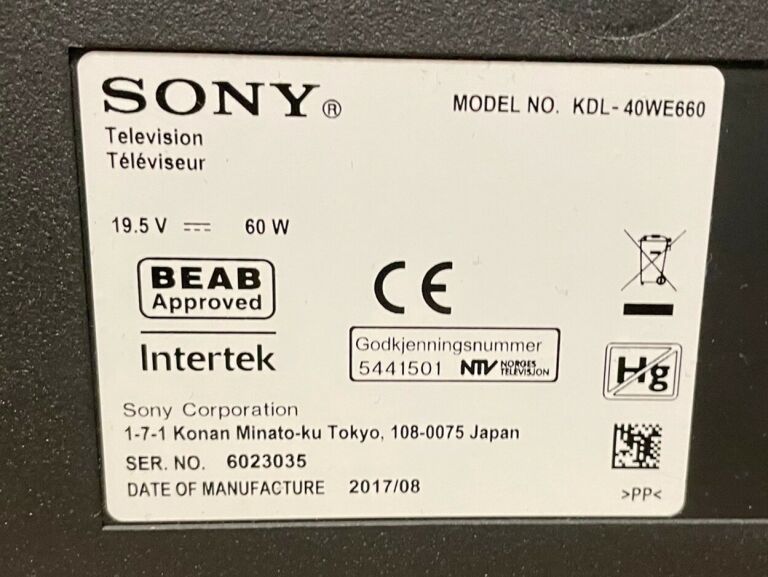 SONY®
MODEL NO. KDL-40WE660
Television
Téléviseur
19.5 V ⎓ 60 W
BEAB
Approved
Intertek
CE
Godkjenningsnummer
5441501 NTV NORGES
TELEVISJON
Hg
Sony Corporation
1-7-1 Konan Minato-ku Tokyo, 108-0075 Japan
SER. NO. 6023035
DATE OF MANUFACTURE 2017/08
>PP<